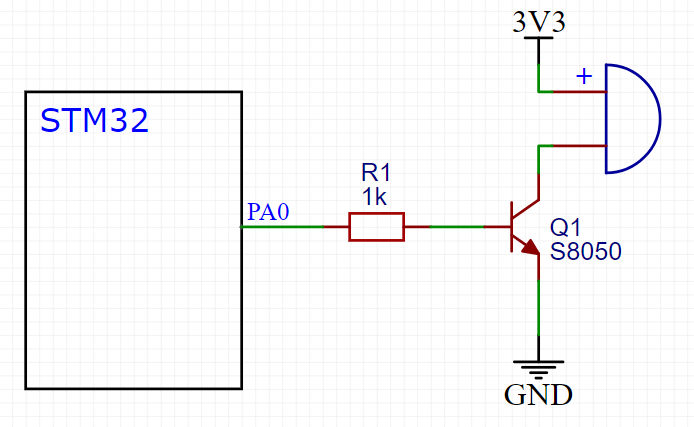 3V3
+
STM32
R1
1k
PA0
Q1
S8050
GND